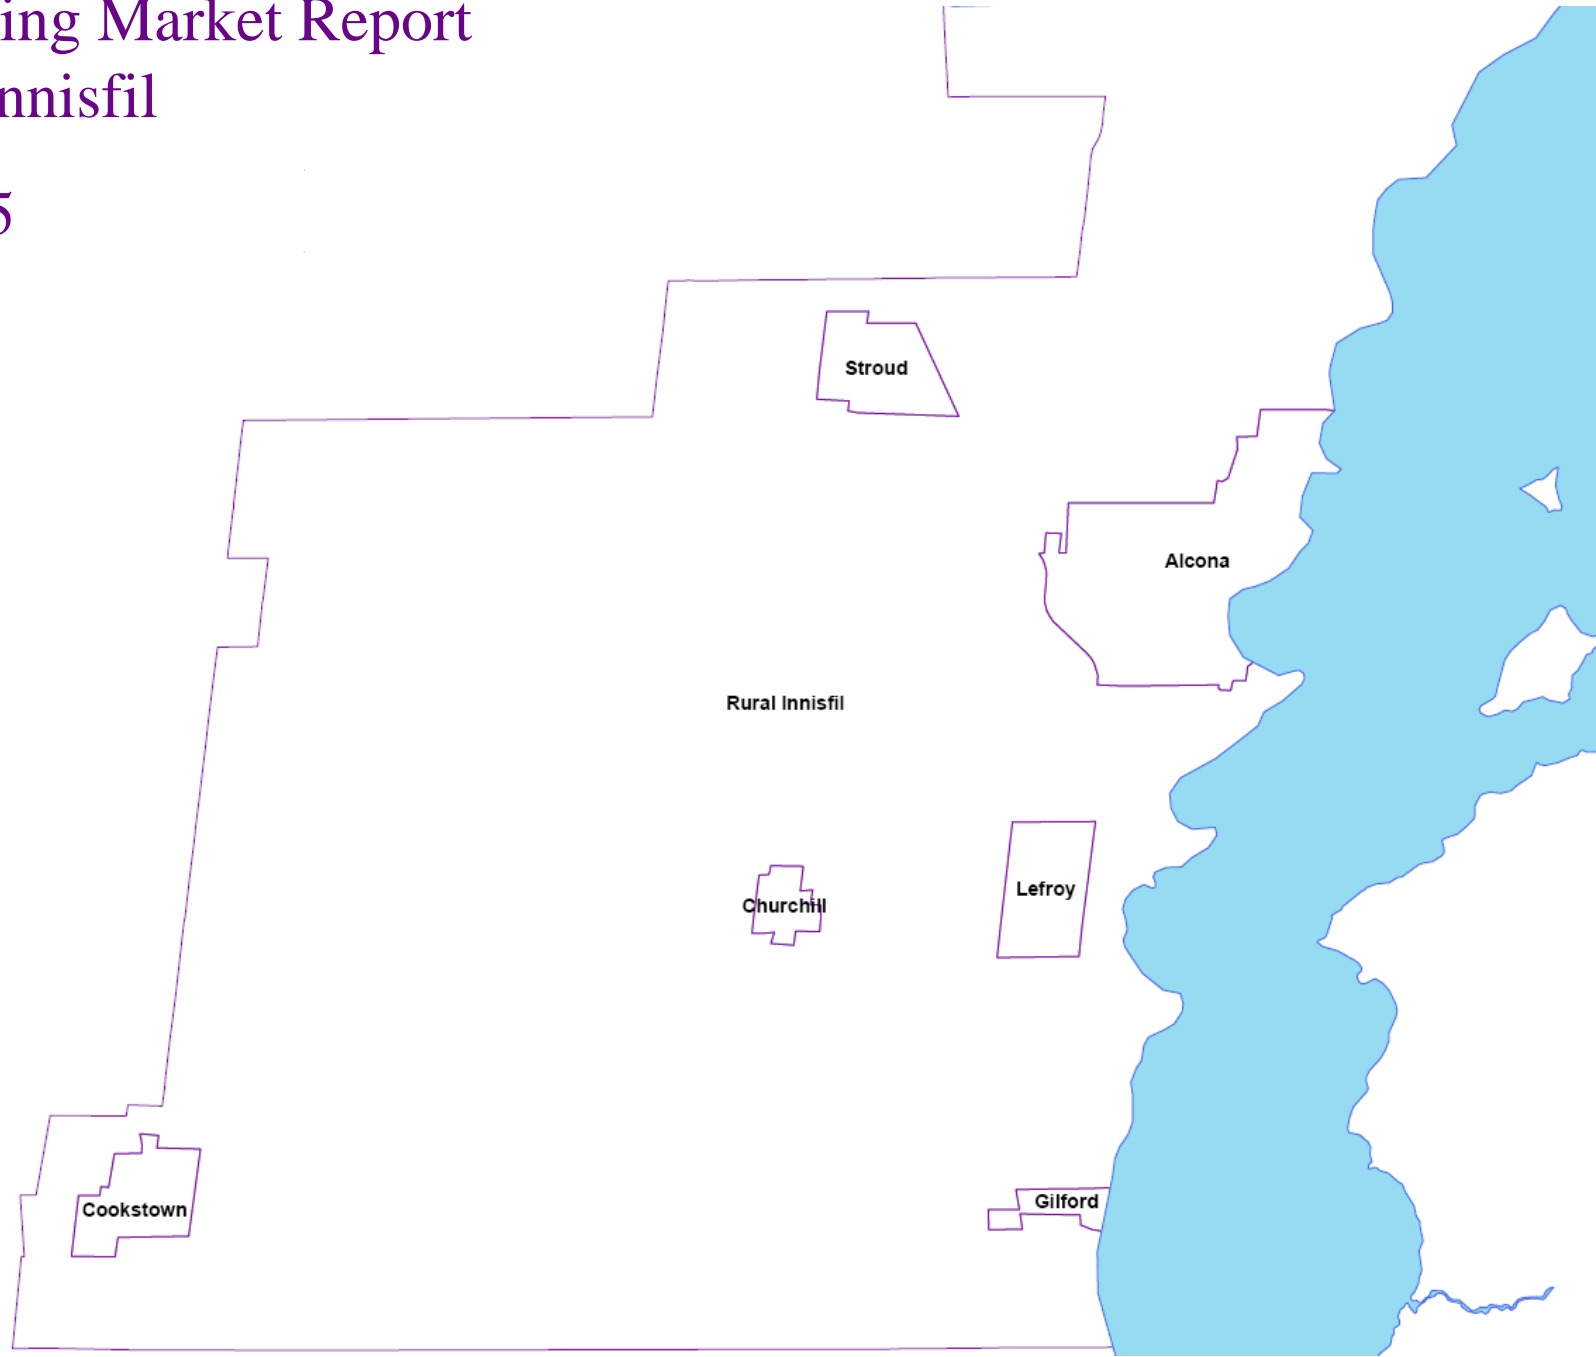 ing Market Report
nnisfil
5
Stroud
Alcona
Rural Innisfil
Lefroy
Churchill
Gilford
Cookstown